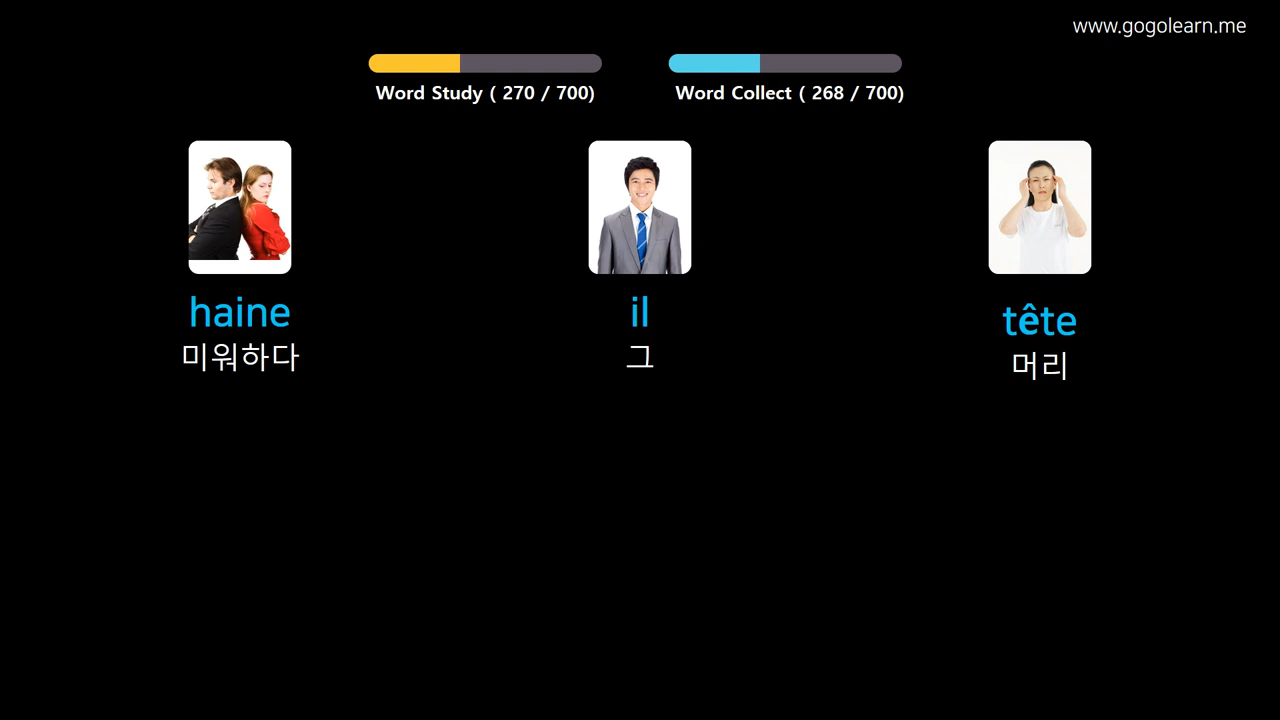 www.gogolearn.me
Word Study ( 270 / 700)
Word Collect ( 268 / 700)
haine
미워하다
il
그
tête
머리